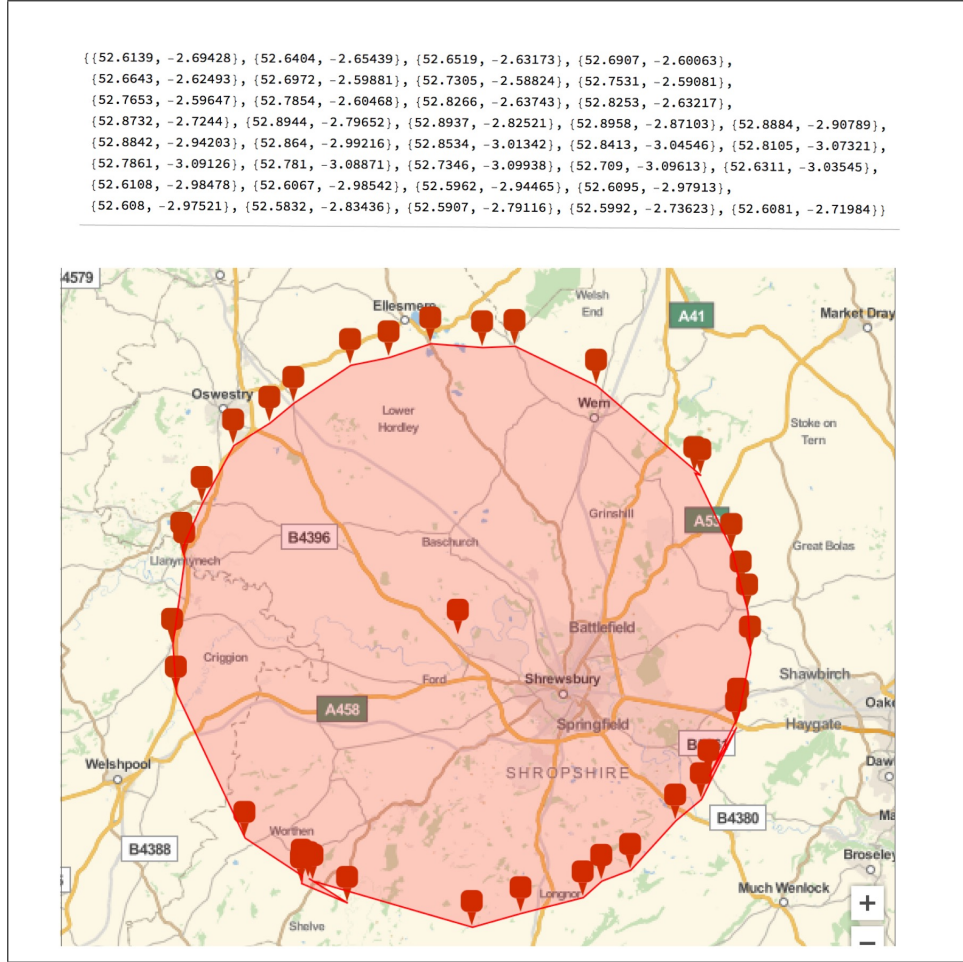 {{52.6139, -2.69428}, {52.6404, -2.65439}, {52.6519, -2.63173}, {52.6907, -2.60063},
{52.6643, -2.62493}, {52.6972, -2.59881}, {52.7305, -2.58824}, {52.7531, -2.59081},
{52.7653, -2.59647}, {52.7854, -2.60468}, {52.8266, -2.63743}, {52.8253, -2.63217},
{52.8732, -2.7244}, {52.8944, -2.79652}, {52.8937, -2.82521}, {52.8958, -2.87103}, {52.8884, -2.90789},
{52.8842, -2.94203}, {52.864, -2.99216}, {52.8534, -3.01342}, {52.8413, -3.04546}, {52.8105, -3.07321},
{52.7861, -3.09126}, {52.781, -3.08871}, {52.7346, -3.09938}, {52.709, -3.09613}, {52.6311, -3.03545},
{52.6108, -2.98478}, {52.6067, -2.98542}, {52.5962, -2.94465}, {52.6095, -2.97913},
{52.608, -2.97521}, {52.5832, -2.83436}, {52.5907, -2.79116}, {52.5992, -2.73623}, {52.6081, -2.71984}}
4579
Welsh
End
Ellesmere
A41
Market Dray
Oswestry
Wem
Lower
Hordley
Stoke on
Tern
Grinshill
A53
B4396
Baschurch
Great Bolas
Llanymynech
Battlefield
Criggion
Ford
Shrewsbury
Shawbirch
Oake
A458
Springfield
Haygate
Welshpool
SHROPSHIRE
Daw
B4380
Ma
Worthen
B4388
Broseley
Longnor
Much Wenlock
+
Shelve
−